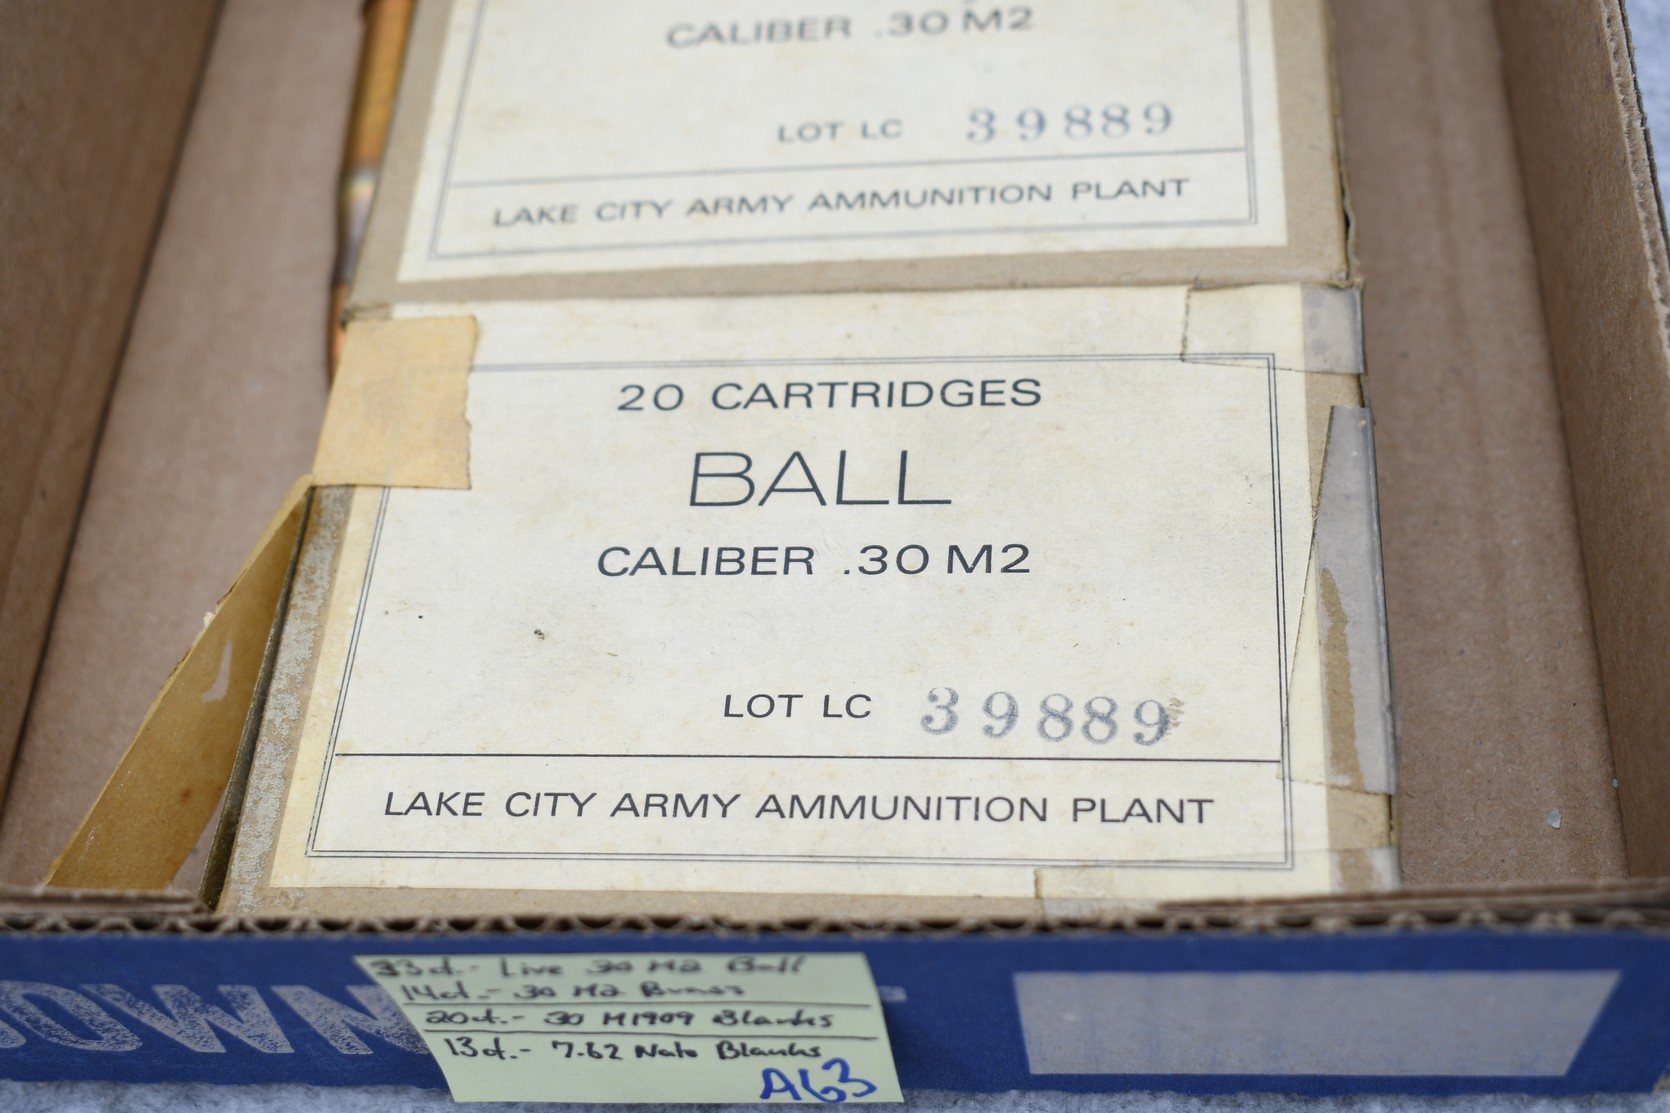 CALIBER .30 M2
LOT LC 39889
LAKE CITY ARMY AMMUNITION PLANT
20 CARTRIDGES
BALL
CALIBER .30 M2
LOT LC 39889
LAKE CITY ARMY AMMUNITION PLANT
OWN
33ct.- Live 30 M2 Ball
14ct.- 30 M2 Brass
20ct.- 30 M1909 Blanks
13ct.- 7.62 Nato Blanks
A63